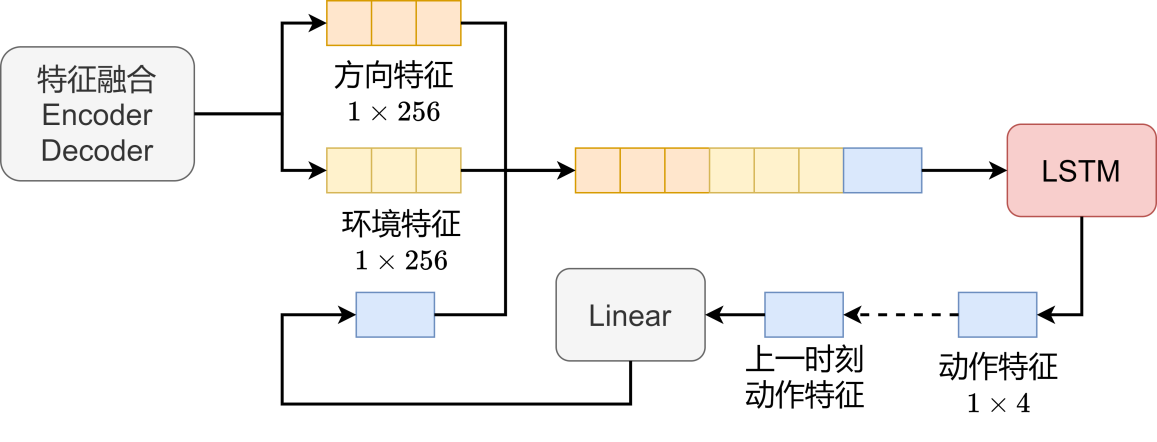 特征融合
Encoder
Decoder
方向特征
1 × 256
环境特征
1 × 256
LSTM
Linear
上一时刻
动作特征
动作特征
1 × 4